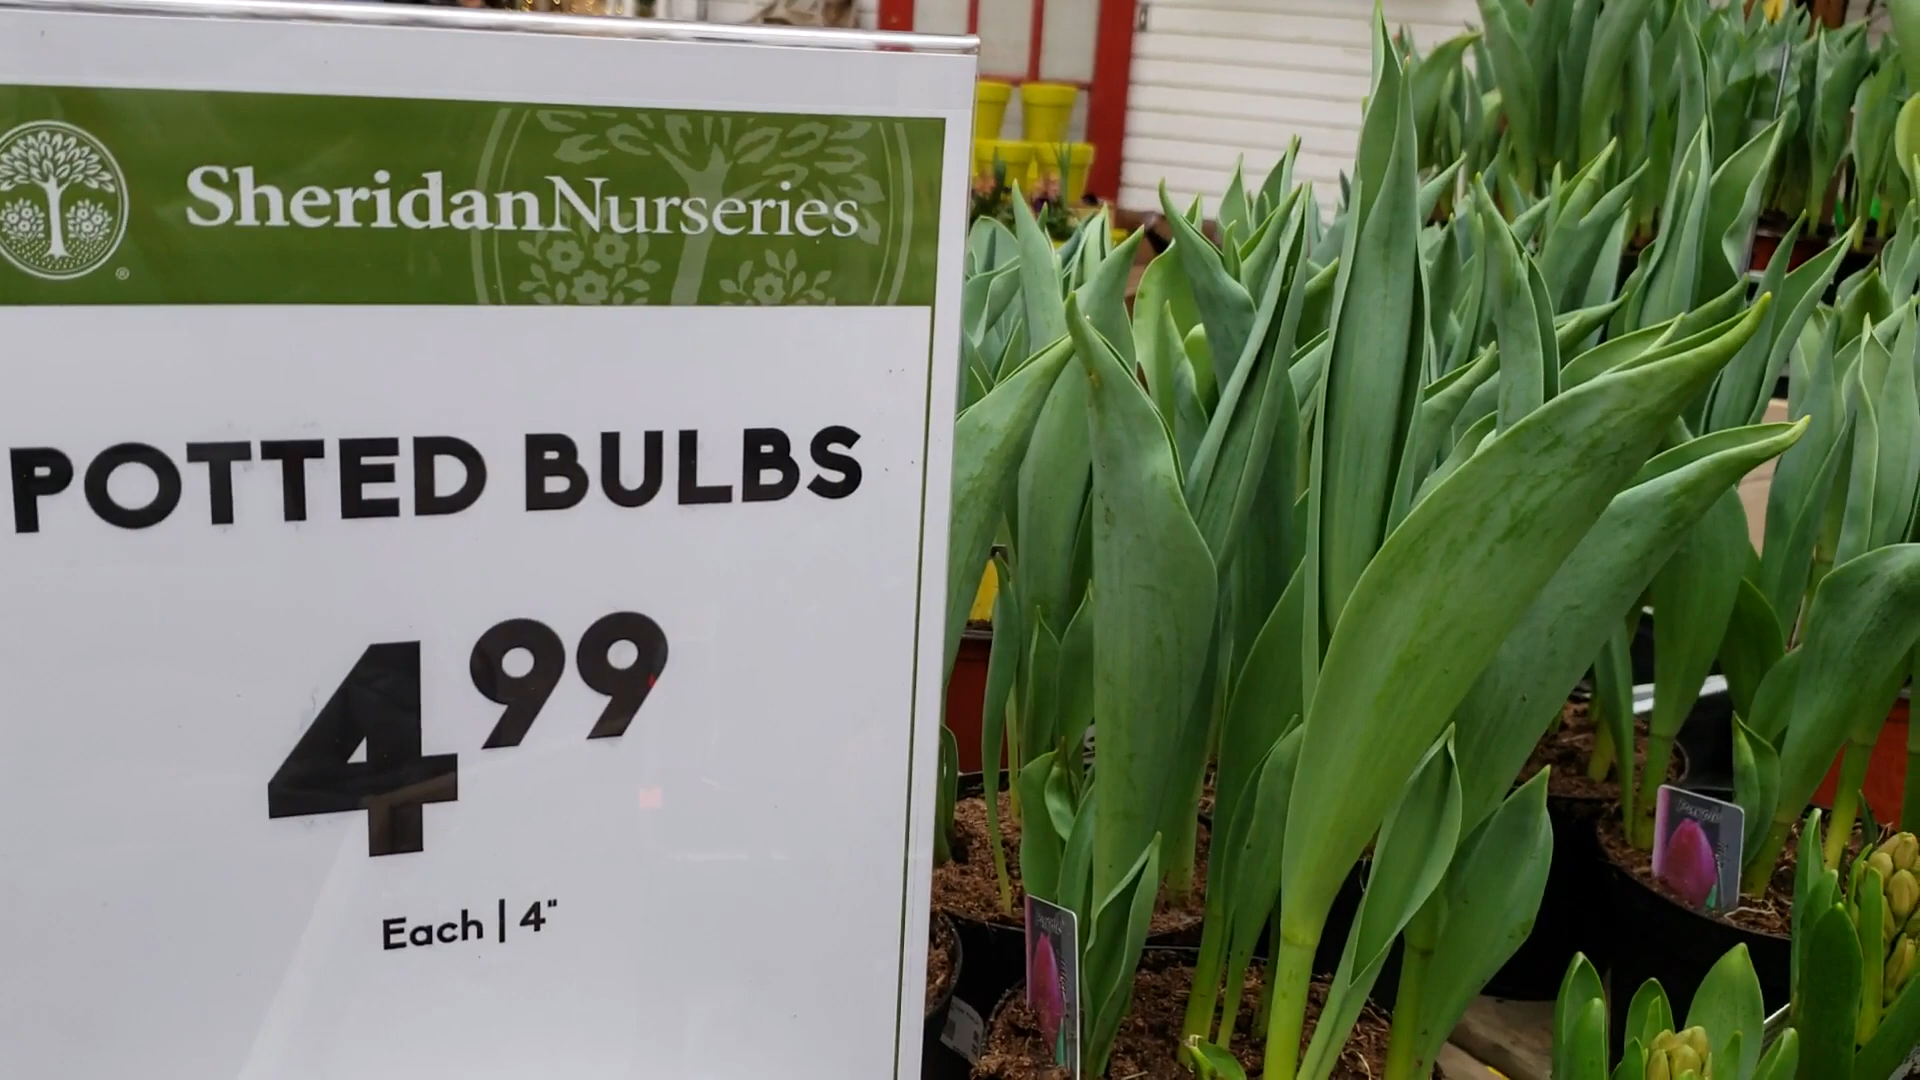 SheridanNurseries
®
POTTED BULBS
4 99
Each | 4"